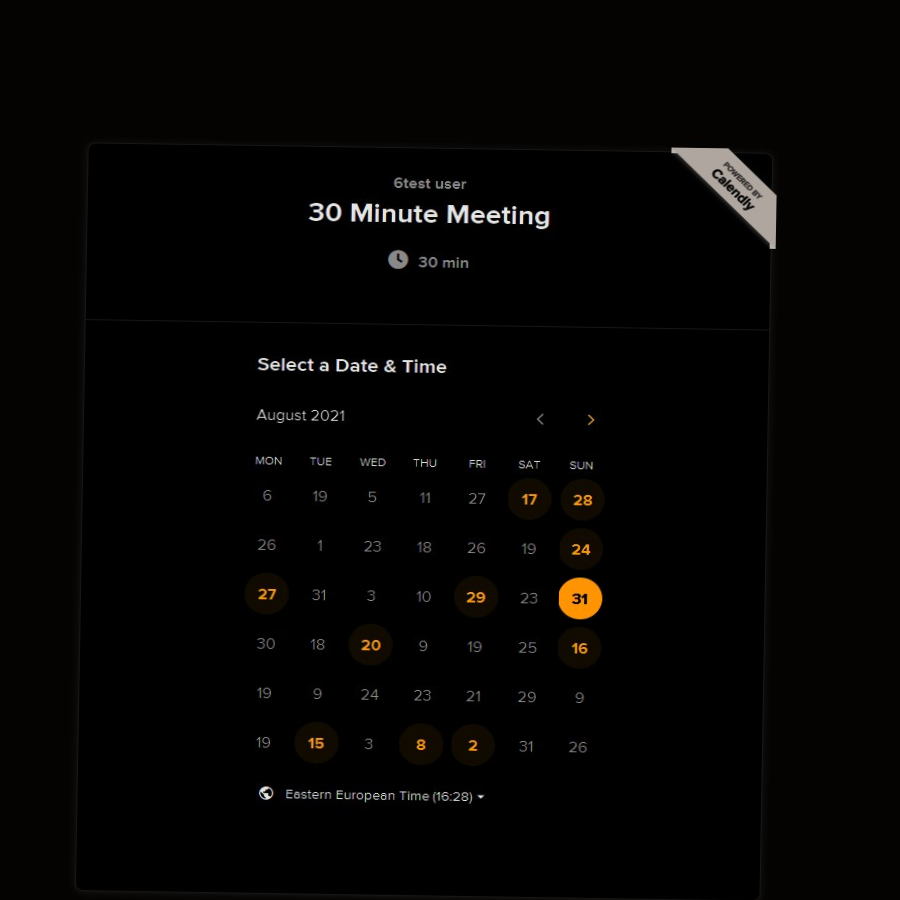 POWERED BY
Calendly
6test user
30 Minute Meeting
30 min
Select a Date & Time
August 2021
MON TUE WED THU FRI SAT SUN
6 19 5 11 27 17 28
26 1 23 18 26 19 24
27 31 3 10 29 23 31
30 18 20 9 19 25 16
19 9 24 23 21 29 9
19 15 3 8 2 31 26
Eastern European Time (16:28)